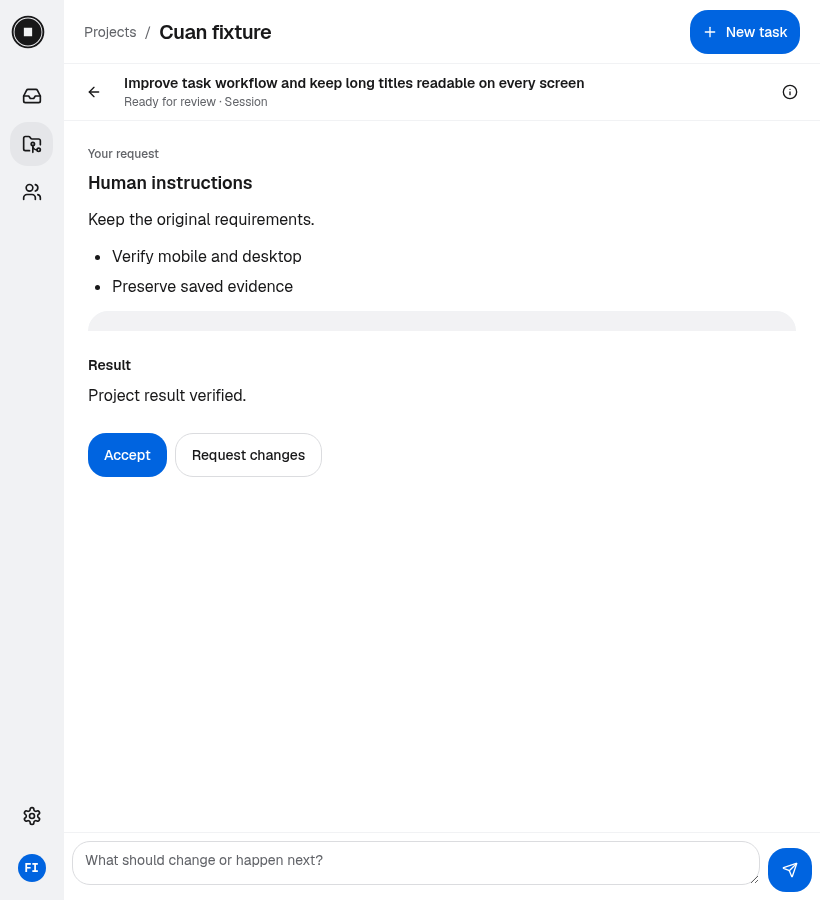 Projects / Cuan fixture
New task
Improve task workflow and keep long titles readable on every screen
Ready for review · Session
Your request
Human instructions
Keep the original requirements.
• Verify mobile and desktop
• Preserve saved evidence
Result
Project result verified.
Accept
Request changes
What should change or happen next?
FI